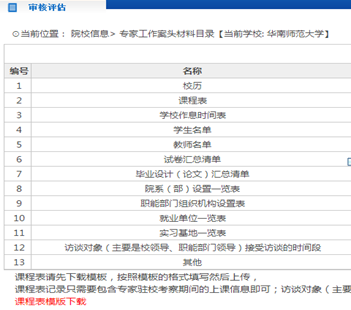 审核评估
⊙当前位置: 院校信息> 专家工作案头材料目录【当前学校: 华南师范大学】
编号 名称
1 校历
2 课程表
3 学校作息时间表
4 学生名单
5 教师名单
6 试卷汇总清单
7 毕业设计（论文）汇总清单
8 院系（部）设置一览表
9 职能部门组织机构设置表
10 就业单位一览表
11 实习基地一览表
12 访谈对象（主要是校领导、职能部门领导）接受访谈的时间段
13 其他
课程表请先下载模板，按照模板的格式填写然后上传，
课程表记录只需要包含专家驻校考察期间的上课信息即可；访谈对象（主要
课程表模版下载